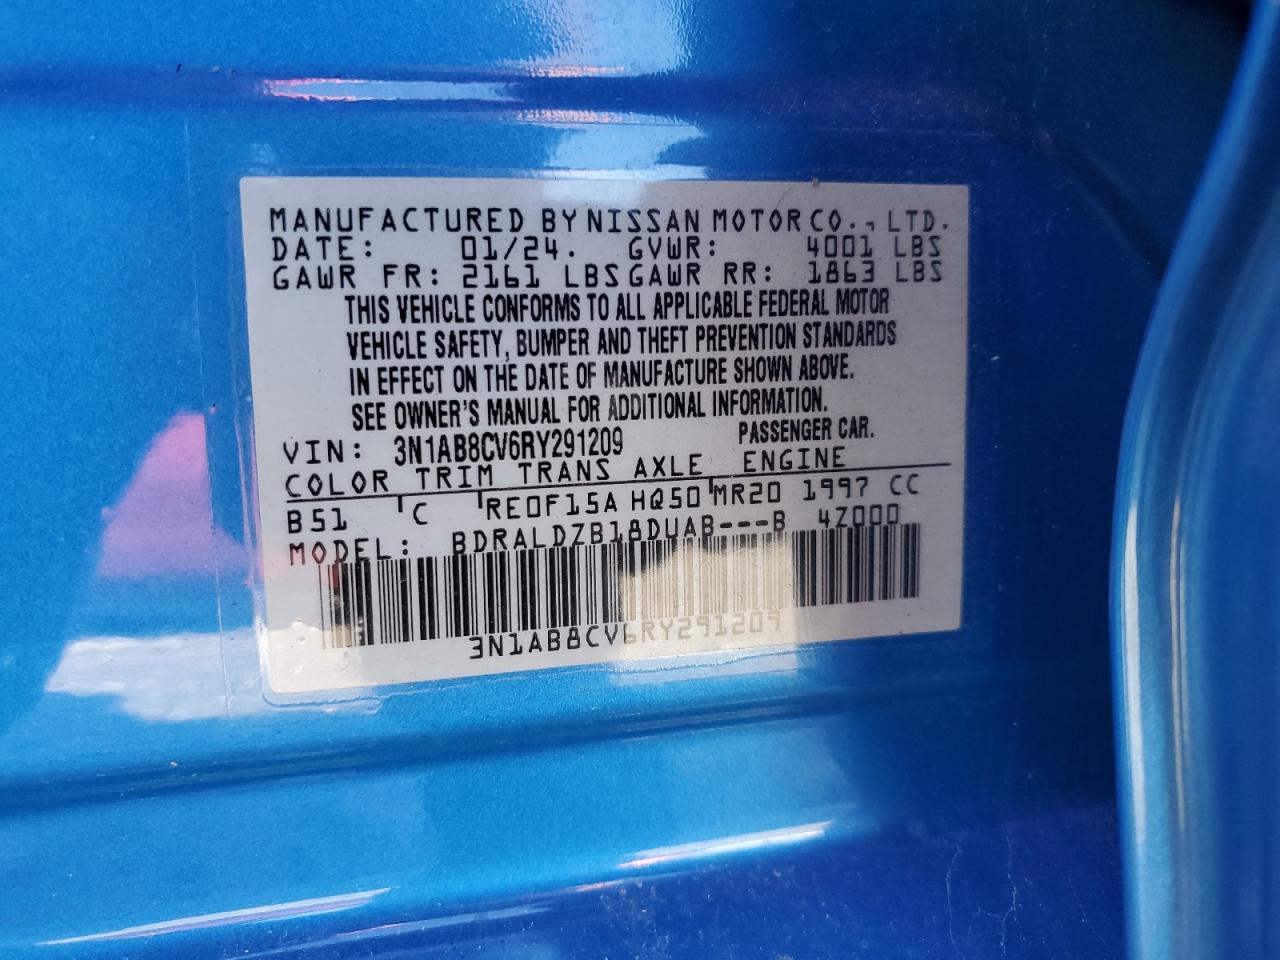 MANUFACTURED BY NISSAN MOTOR CO., LTD.
DATE: 01/24. GVWR: 4001 LBS
GAWR FR: 2161 LBS GAWR RR: 1863 LBS
THIS VEHICLE CONFORMS TO ALL APPLICABLE FEDERAL MOTOR
VEHICLE SAFETY, BUMPER AND THEFT PREVENTION STANDARDS
IN EFFECT ON THE DATE OF MANUFACTURE SHOWN ABOVE.
SEE OWNER'S MANUAL FOR ADDITIONAL INFORMATION.
VIN: 3N1AB8CV6RY291209 PASSENGER CAR.
COLOR TRIM TRANS AXLE ENGINE
B51 C RE0F15A HQ50 MR20 1997 CC
MODEL: BDRALDZB18DUAB---B 4Z000
3N1AB8CV6RY291209